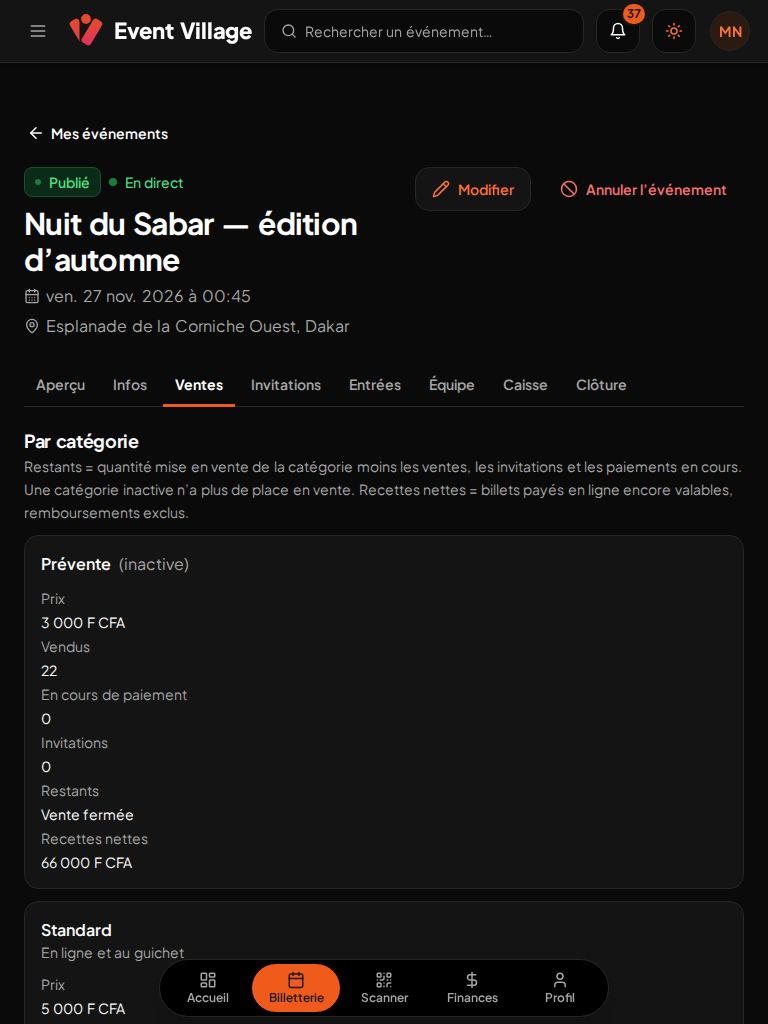 Event Village
Rechercher un événement…
37
MN
Mes événements
Publié
En direct
Modifier
Annuler l’événement
Nuit du Sabar — édition
d’automne
ven. 27 nov. 2026 à 00:45
Esplanade de la Corniche Ouest, Dakar
Aperçu
Infos
Ventes
Invitations
Entrées
Équipe
Caisse
Clôture
Par catégorie
Restants = quantité mise en vente de la catégorie moins les ventes, les invitations et les paiements en cours.
Une catégorie inactive n’a plus de place en vente. Recettes nettes = billets payés en ligne encore valables,
remboursements exclus.
Prévente (inactive)
Prix
3 000 F CFA
Vendus
22
En cours de paiement
0
Invitations
0
Restants
Vente fermée
Recettes nettes
66 000 F CFA
Standard
En ligne et au guichet
Prix
5 000 F CFA
Accueil
Billetterie
Scanner
Finances
Profil